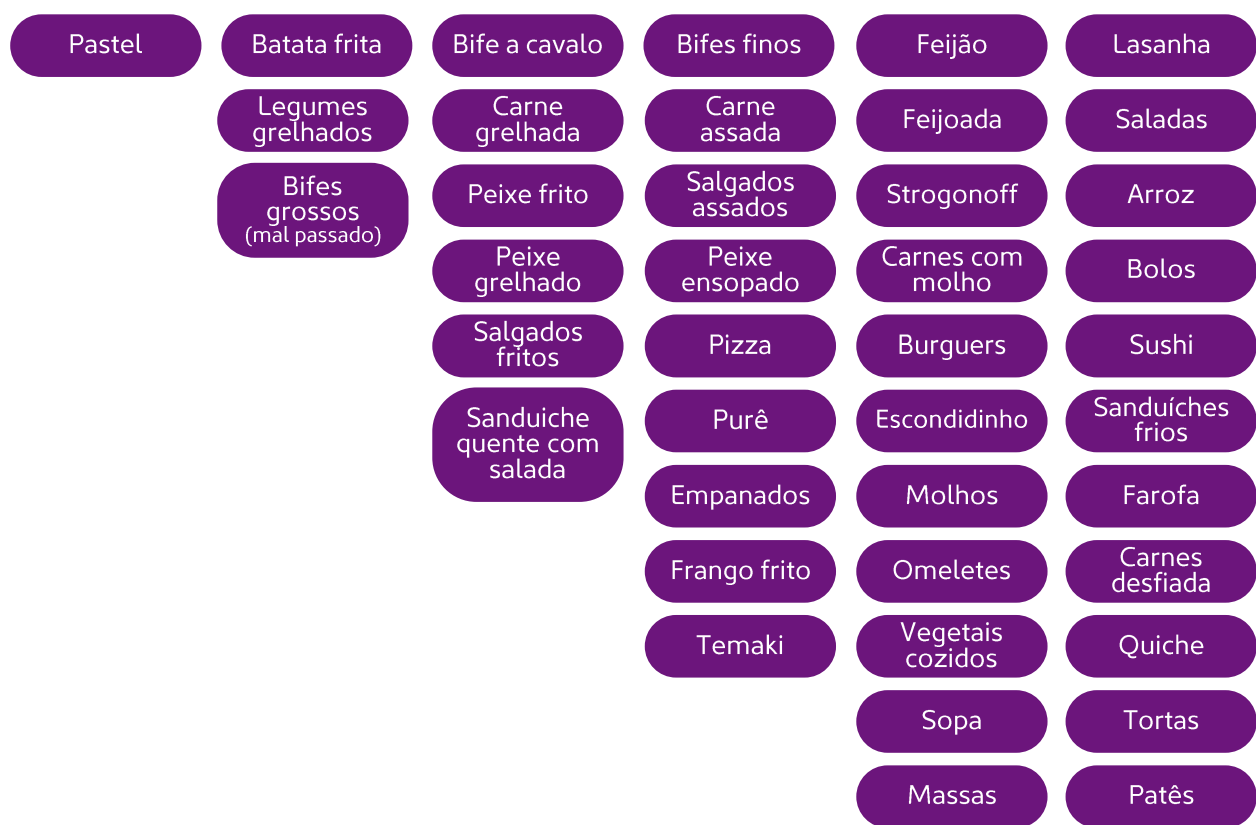 Pastel
Batata frita
Bife a cavalo
Bifes finos
Feijão
Lasanha
Legumes
grelhados
Carne
grelhada
Carne
assada
Feijoada
Saladas
Bifes
grossos
(mal passado)
Peixe frito
Salgados
assados
Strogonoff
Arroz
Peixe
grelhado
Peixe
ensopado
Carnes com
molho
Bolos
Salgados
fritos
Pizza
Burguers
Sushi
Sanduiche
quente com
salada
Purê
Escondidinho
Sanduíches
frios
Empanados
Molhos
Farofa
Frango frito
Omeletes
Carnes
desfiada
Temaki
Vegetais
cozidos
Quiche
Sopa
Tortas
Massas
Patês